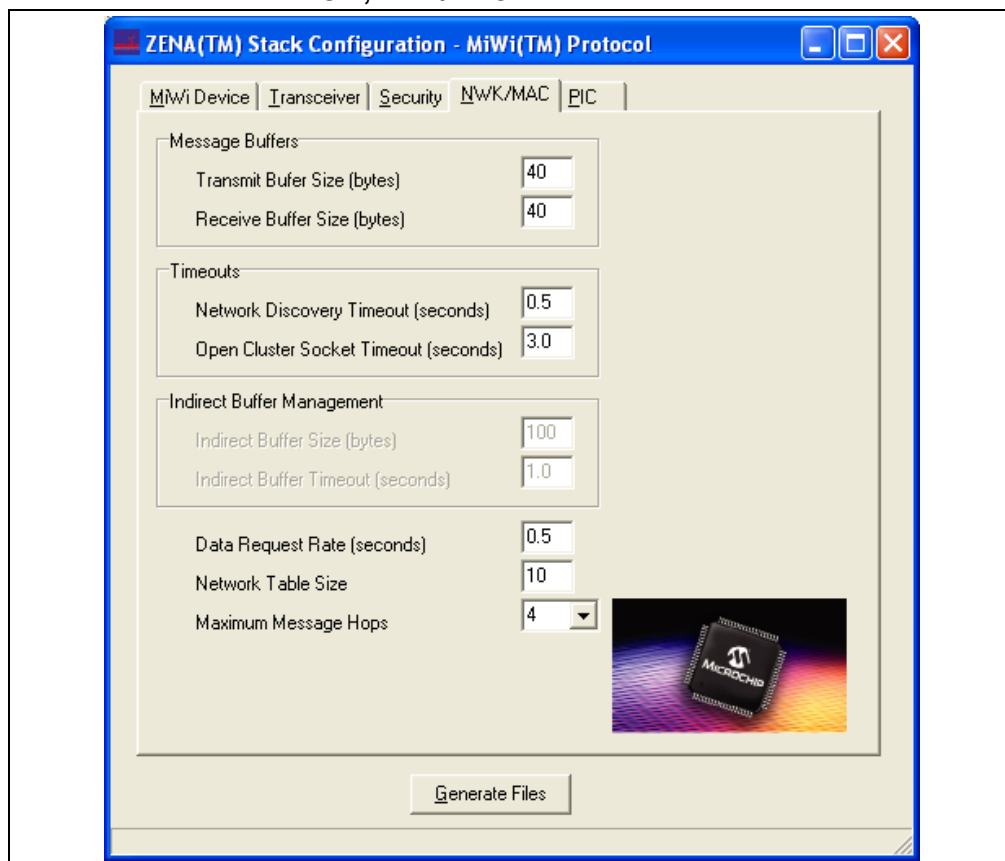 ZENA(TM) Stack Configuration - MiWi(TM) Protocol
MiWi Device Transceiver Security NWK/MAC PIC
Message Buffers
Transmit Bufer Size (bytes) 40
Receive Buffer Size (bytes) 40
Timeouts
Network Discovery Timeout (seconds) 0.5
Open Cluster Socket Timeout (seconds) 3.0
Indirect Buffer Management
Indirect Buffer Size (bytes) 100
Indirect Buffer Timeout (seconds) 1.0
Data Request Rate (seconds) 0.5
Network Table Size 10
Maximum Message Hops 4
MICROCHIP
Generate Files